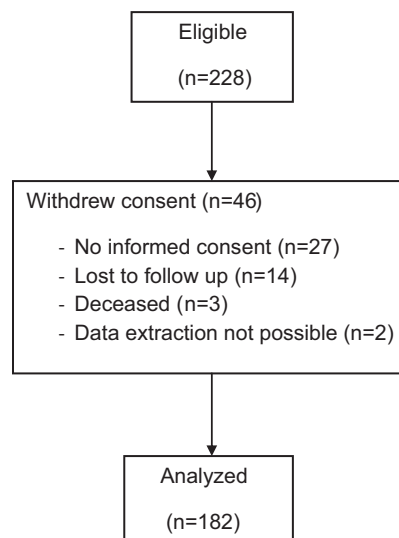 Eligible
(n=228)
Withdrew consent (n=46)
- No informed consent (n=27)
- Lost to follow up (n=14)
- Deceased (n=3)
- Data extraction not possible (n=2)
Analyzed
(n=182)